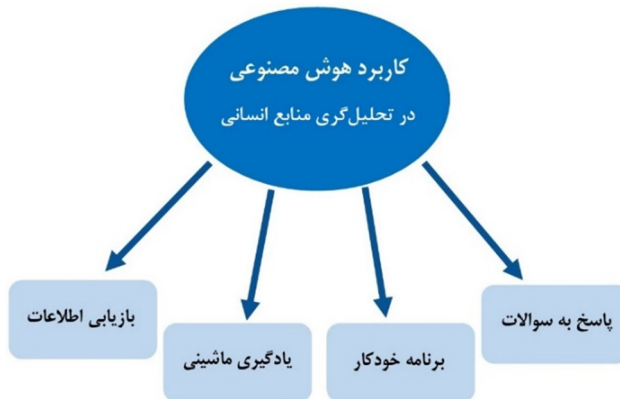 کاربرد هوش مصنوعی
در تحلیل‌گری منابع انسانی
پاسخ به سوالات
برنامه خودکار
یادگیری ماشینی
بازیابی اطلاعات